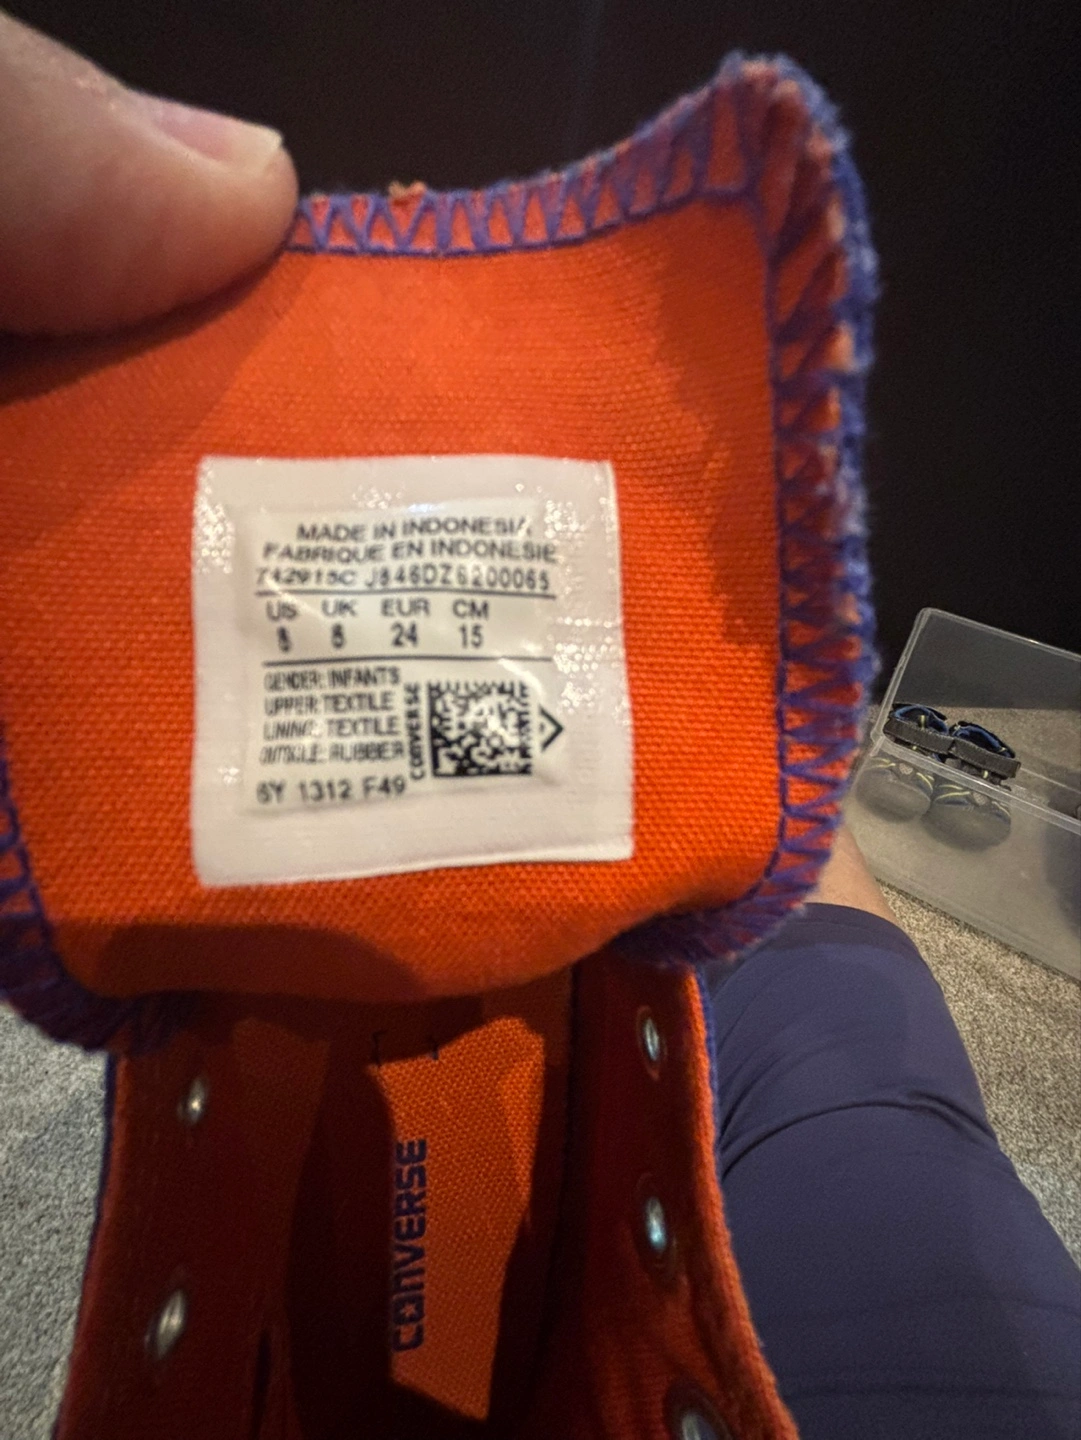 MADE IN INDONESIA
FABRIQUE EN INDONESIE
742915C J846DZ6200065
US UK EUR CM
8 8 24 15
GENDER: INFANTS
UPPER: TEXTILE
LINING: TEXTILE
OUTSOLE: RUBBER
CONVERSE
6Y 1312 F49
CONVERSE